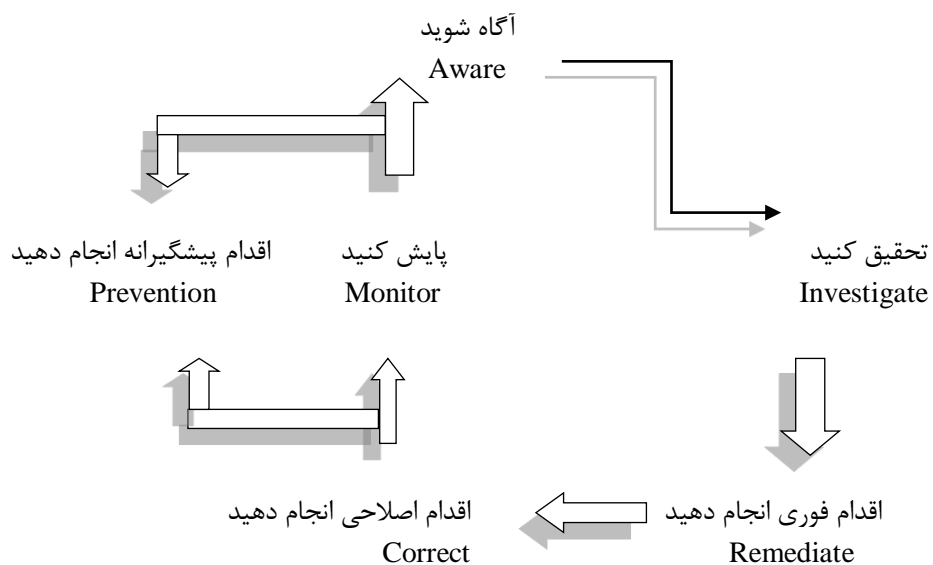 آگاه شوید
Aware
اقدام پیشگیرانه انجام دهید
Prevention
پایش کنید
Monitor
تحقیق کنید
Investigate
اقدام اصلاحی انجام دهید
Correct
اقدام فوری انجام دهید
Remediate